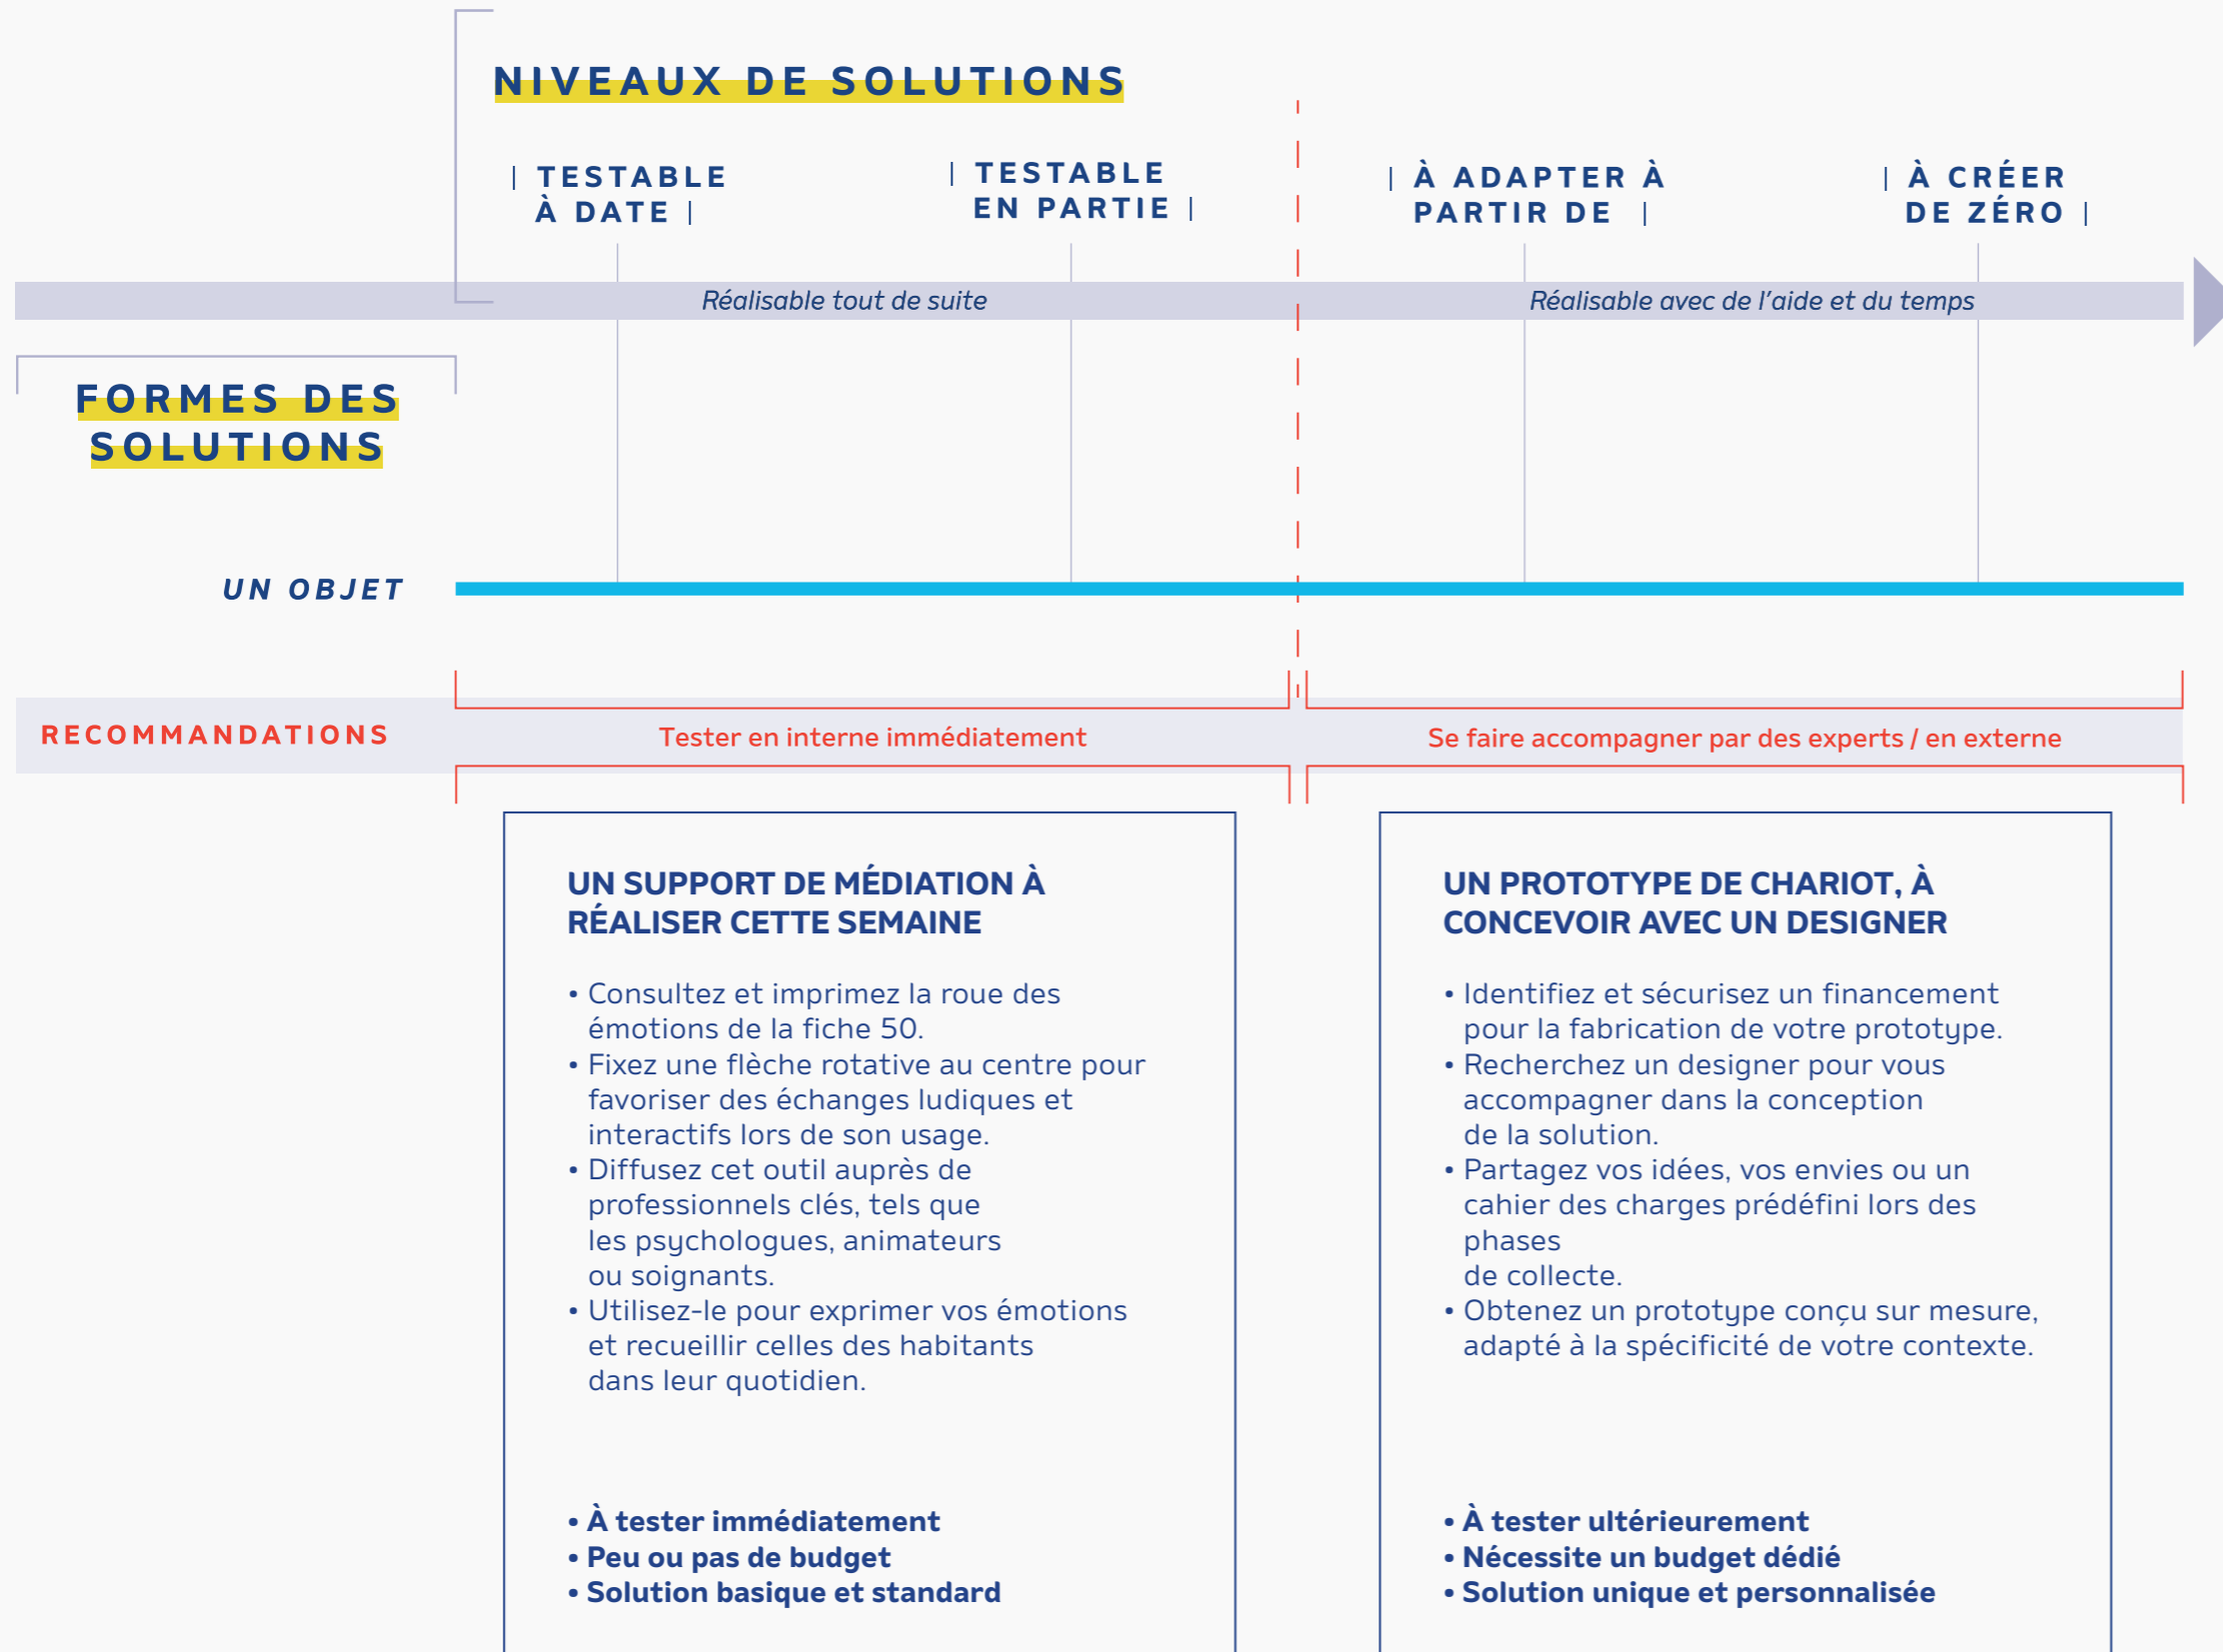 NIVEAUX DE SOLUTIONS
| TESTABLE
À DATE |
| TESTABLE
EN PARTIE |
| À ADAPTER À
PARTIR DE |
| À CRÉER
DE ZÉRO |
Réalisable tout de suite
Réalisable avec de l'aide et du temps
FORMES DES
SOLUTIONS
UN OBJET
RECOMMANDATIONS
Tester en interne immédiatement
Se faire accompagner par des experts / en externe
UN SUPPORT DE MÉDIATION À
RÉALISER CETTE SEMAINE
• Consultez et imprimez la roue des
émotions de la fiche 50.
• Fixez une flèche rotative au centre pour
favoriser des échanges ludiques et
interactifs lors de son usage.
• Diffusez cet outil auprès de
professionnels clés, tels que
les psychologues, animateurs
ou soignants.
• Utilisez-le pour exprimer vos émotions
et recueillir celles des habitants
dans leur quotidien.
• À tester immédiatement
• Peu ou pas de budget
• Solution basique et standard
UN PROTOTYPE DE CHARIOT, À
CONCEVOIR AVEC UN DESIGNER
• Identifiez et sécurisez un financement
pour la fabrication de votre prototype.
• Recherchez un designer pour vous
accompagner dans la conception
de la solution.
• Partagez vos idées, vos envies ou un
cahier des charges prédéfini lors des
phases
de collecte.
• Obtenez un prototype conçu sur mesure,
adapté à la spécificité de votre contexte.
• À tester ultérieurement
• Nécessite un budget dédié
• Solution unique et personnalisée